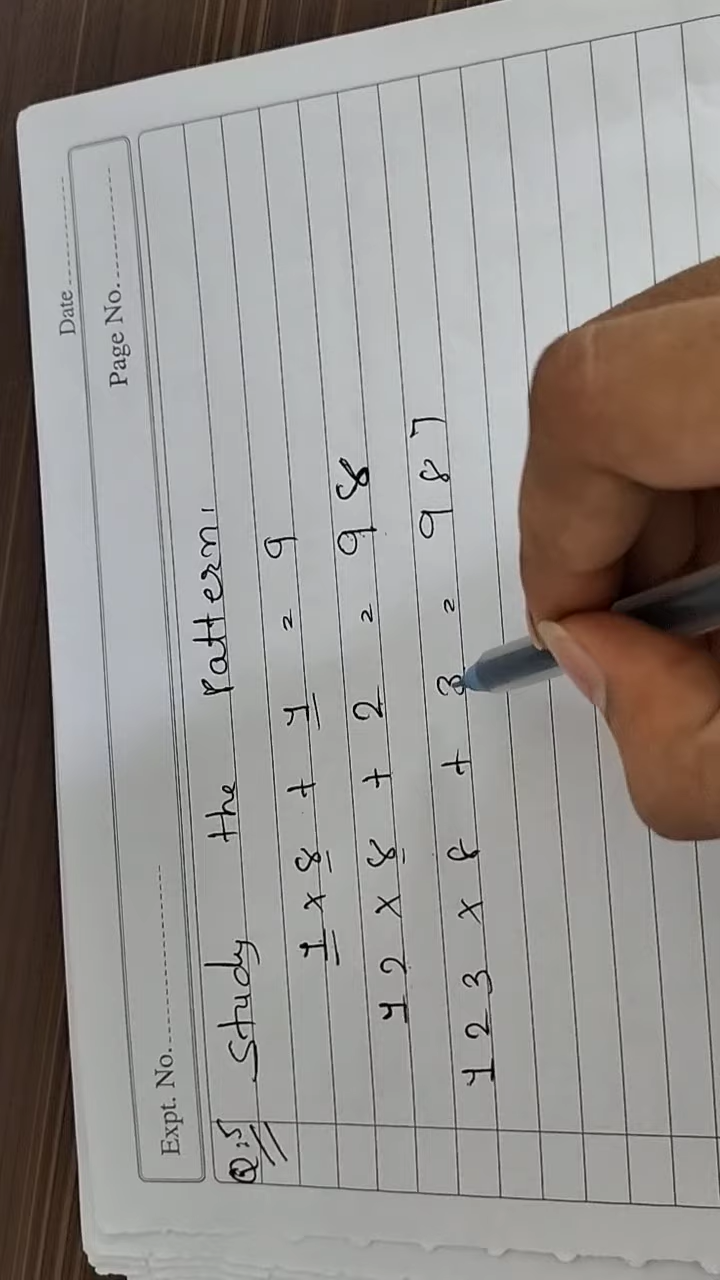 Date
Page No.
Expt. No.
Q.5 Study the Pattern.
1 x 8 + 1 = 9
12 x 8 + 2 = 98
123 x 8 + 3 = 987